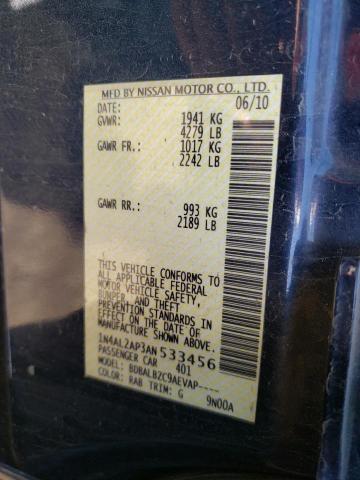 MFD BY NISSAN MOTOR CO., LTD.
DATE: 06/10
GVWR: 1941 KG
4279 LB
GAWR FR.: 1017 KG
2242 LB
GAWR RR.: 993 KG
2189 LB
THIS VEHICLE CONFORMS TO
ALL APPLICABLE FEDERAL
MOTOR VEHICLE SAFETY,
BUMPER, AND THEFT
PREVENTION STANDARDS IN
EFFECT ON THE DATE OF
MANUFACTURE SHOWN ABOVE.
1N4AL2AP3AN533456
PASSENGER CAR 401
MODEL: BDBALBZC9AEVAP----
COLOR: RAB TRIM: G 9N00A